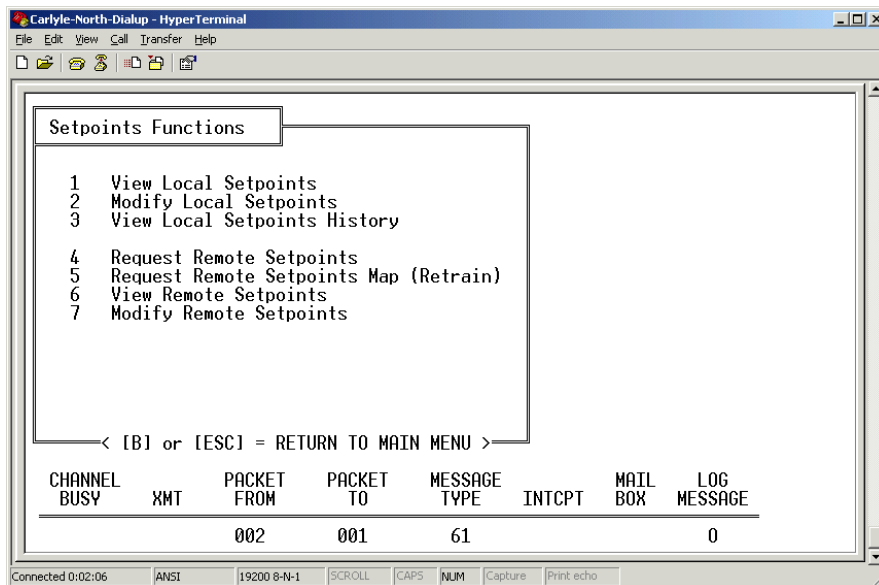 Carlyle-North-Dialup - HyperTerminal
File Edit View Call Transfer Help
Setpoints Functions
1 View Local Setpoints
2 Modify Local Setpoints
3 View Local Setpoints History
4 Request Remote Setpoints
5 Request Remote Setpoints Map (Retrain)
6 View Remote Setpoints
7 Modify Remote Setpoints
< [B] or [ESC] = RETURN TO MAIN MENU >
CHANNEL PACKET PACKET MESSAGE MAIL LOG
BUSY XMT FROM TO TYPE INTCPT BOX MESSAGE
002 001 61 0
Connected 0:02:06 ANSI 19200 8-N-1 SCROLL CAPS NUM Capture Print echo